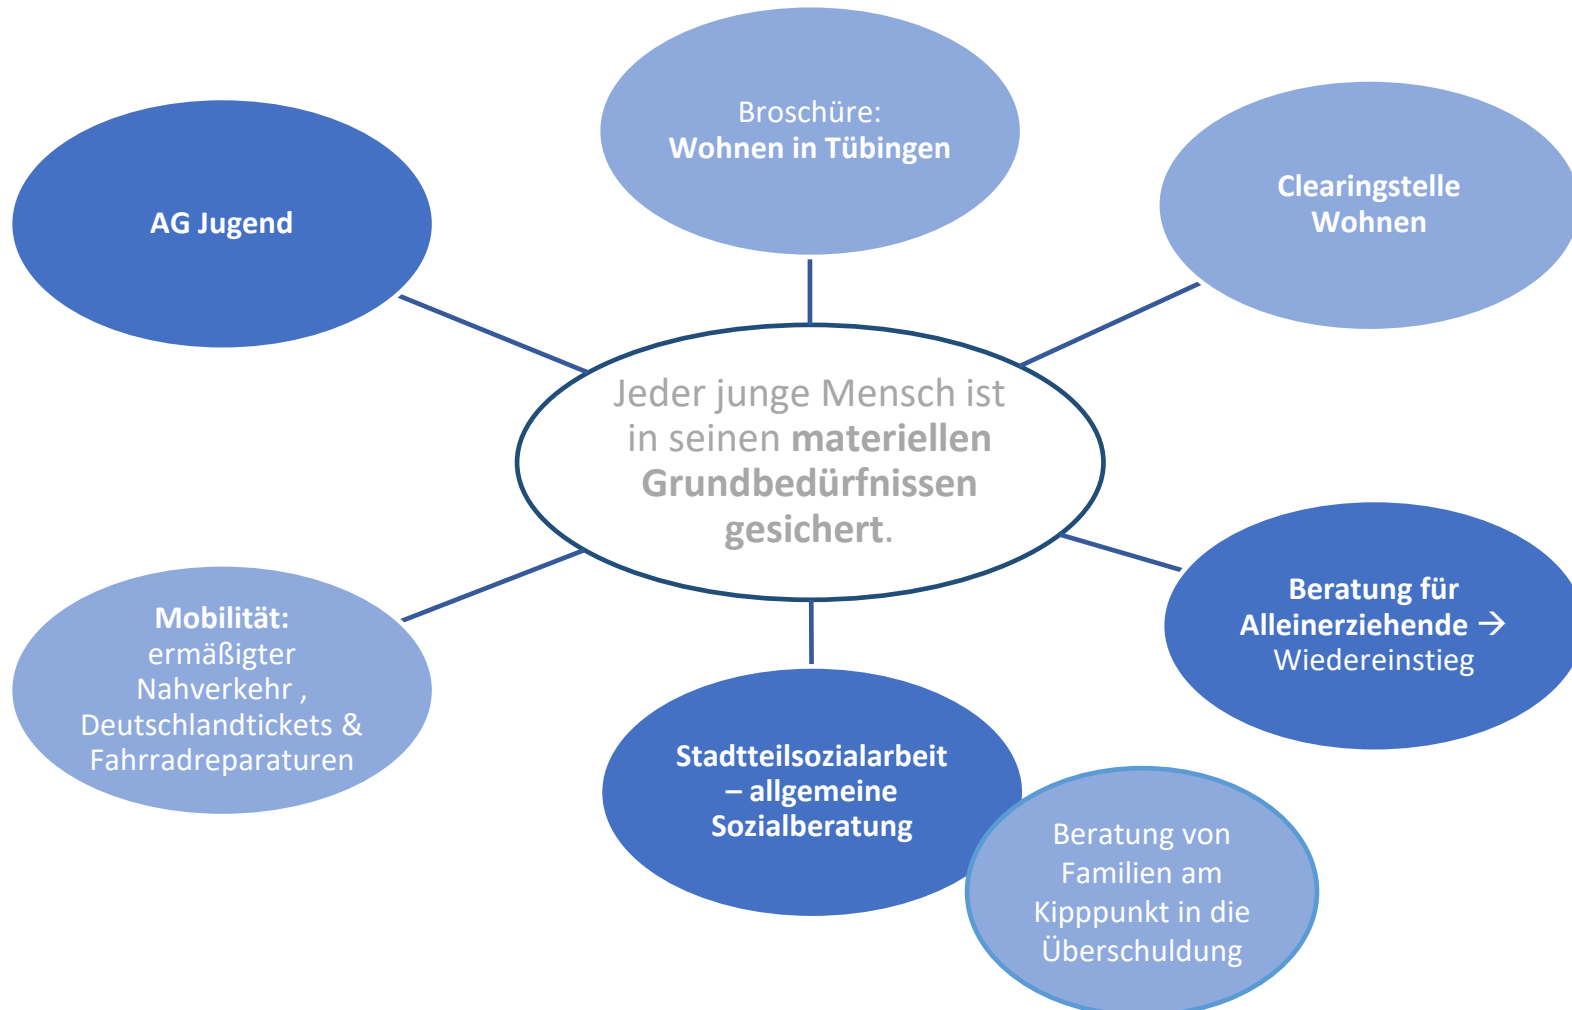 Broschüre:
Wohnen in Tübingen
AG Jugend
Clearingstelle
Wohnen
Jeder junge Mensch ist
in seinen materiellen
Grundbedürfnissen
gesichert.
Mobilität:
ermäßigter
Nahverkehr ,
Deutschlandtickets &
Fahrradreparaturen
Beratung für
Alleinerziehende →
Wiedereinstieg
Stadtteilsozialarbeit
– allgemeine
Sozialberatung
Beratung von
Familien am
Kipppunkt in die
Überschuldung